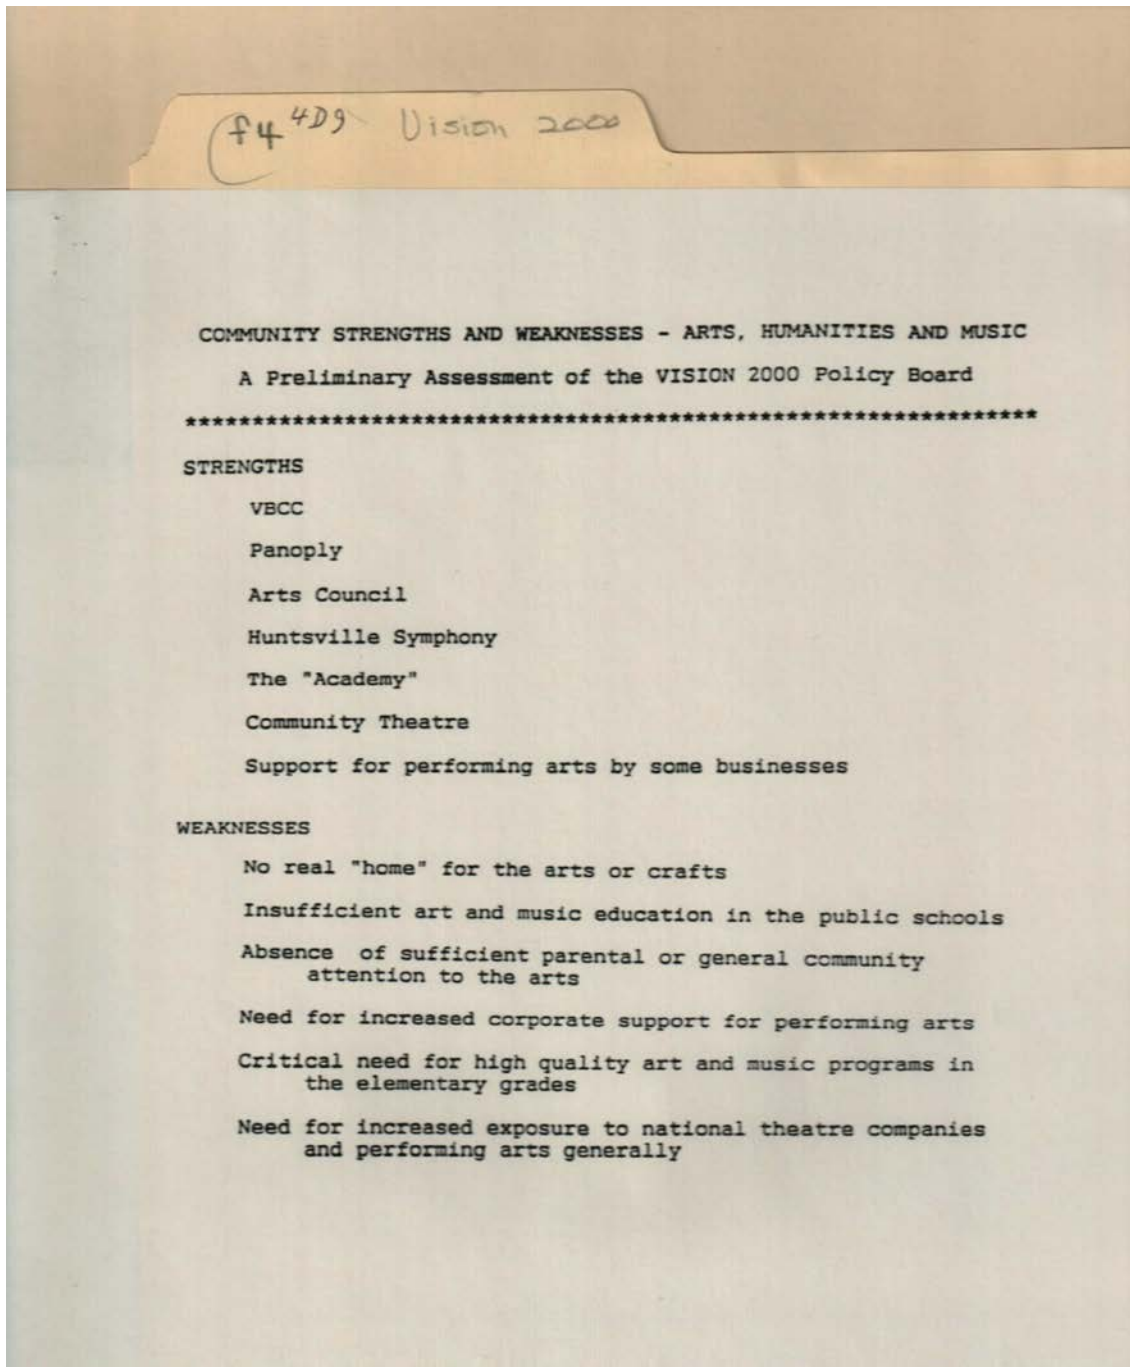 f4 4D9 Vision 2000
COMMUNITY STRENGTHS AND WEAKNESSES - ARTS, HUMANITIES AND MUSIC
A Preliminary Assessment of the VISION 2000 Policy Board
****************************************************************
STRENGTHS
VBCC
Panoply
Arts Council
Huntsville Symphony
The "Academy"
Community Theatre
Support for performing arts by some businesses
WEAKNESSES
No real "home" for the arts or crafts
Insufficient art and music education in the public schools
Absence  of sufficient parental or general community
attention to the arts
Need for increased corporate support for performing arts
Critical need for high quality art and music programs in
the elementary grades
Need for increased exposure to national theatre companies
and performing arts generally